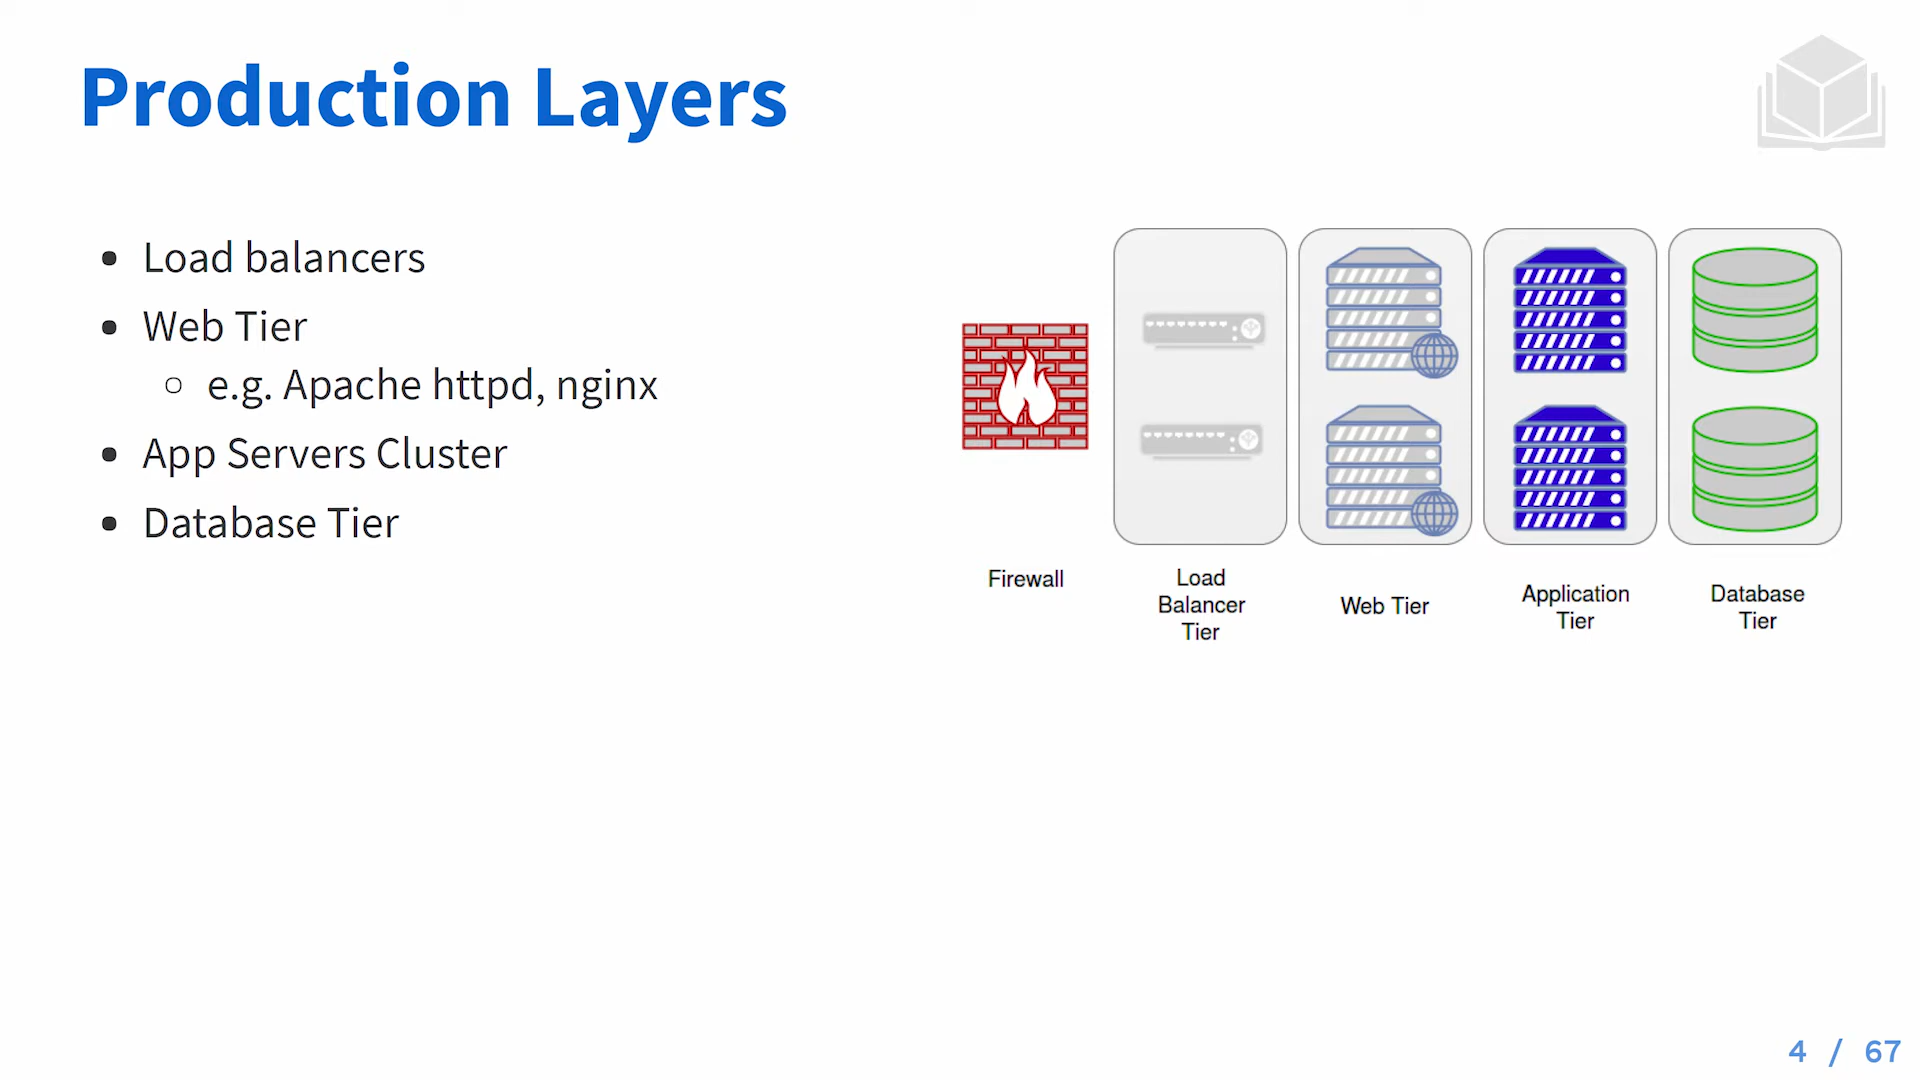 Production Layers
• Load balancers
• Web Tier
○ e.g. Apache httpd, nginx
• App Servers Cluster
• Database Tier
Firewall
Load
Balancer
Tier
Web Tier
Application
Tier
Database
Tier
4 / 67